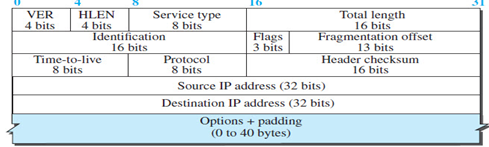 0 4 8 16 31
VER HLEN Service type Total length
4 bits 4 bits 8 bits 16 bits
Identification Flags Fragmentation offset
16 bits 3 bits 13 bits
Time-to-live Protocol Header checksum
8 bits 8 bits 16 bits
Source IP address (32 bits)
Destination IP address (32 bits)
Options + padding
(0 to 40 bytes)